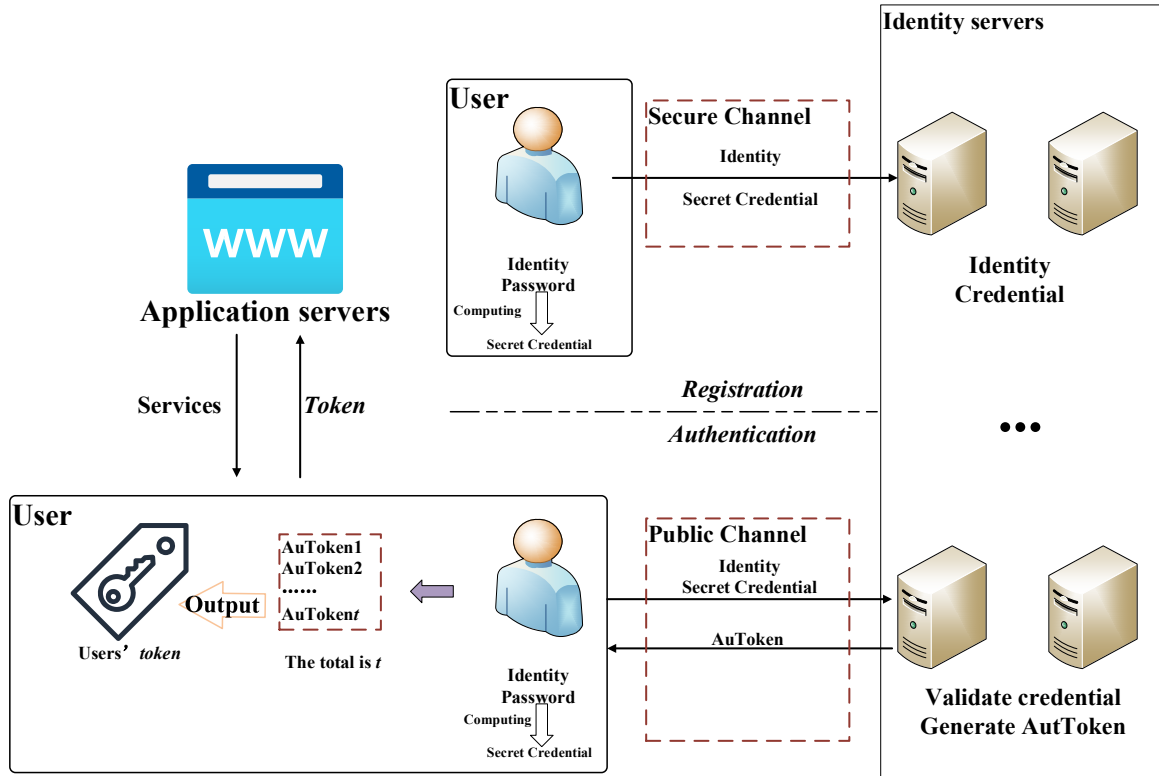 Identity servers
User
Secure Channel
Identity
Secret Credential
Identity
Password
Computing
Secret Credential
Identity
Credential
WWW
Application servers
Services
Token
Registration
Authentication
•••
User
AuToken1
AuToken2
……
AuTokent
Output
Users’ token
The total is t
Identity
Password
Computing
Secret Credential
Public Channel
Identity
Secret Credential
AuToken
Validate credential
Generate AutToken